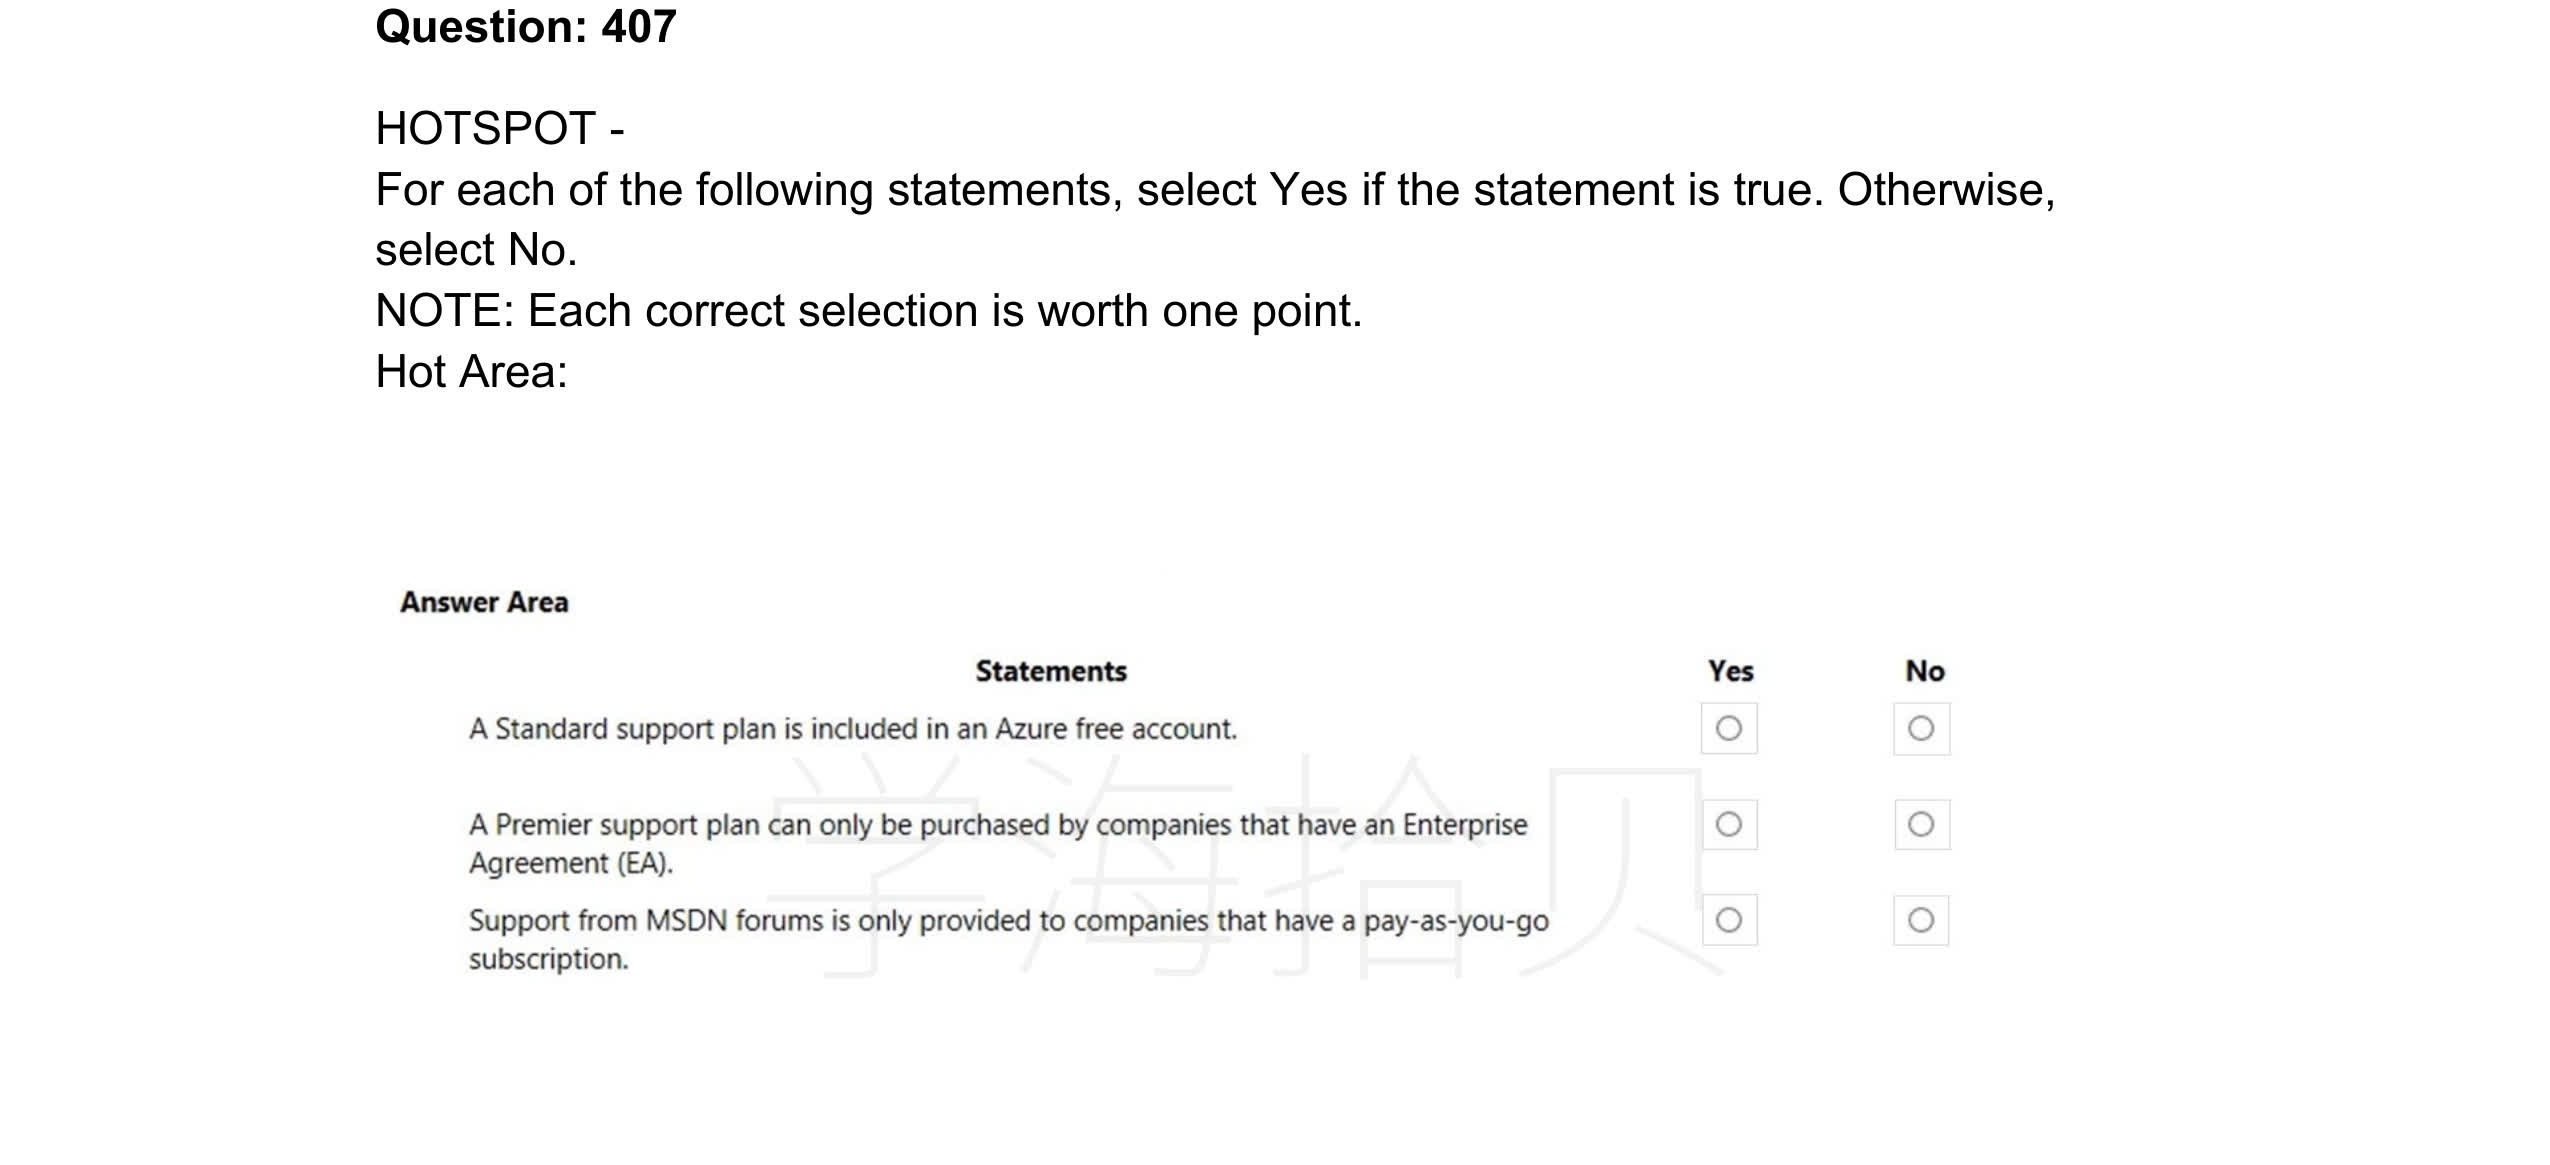 Question: 407
HOTSPOT -
For each of the following statements, select Yes if the statement is true. Otherwise,
select No.
NOTE: Each correct selection is worth one point.
Hot Area:
Answer Area
Statements Yes No
A Standard support plan is included in an Azure free account.
A Premier support plan can only be purchased by companies that have an Enterprise
Agreement (EA).
Support from MSDN forums is only provided to companies that have a pay-as-you-go
subscription.
学海拾贝